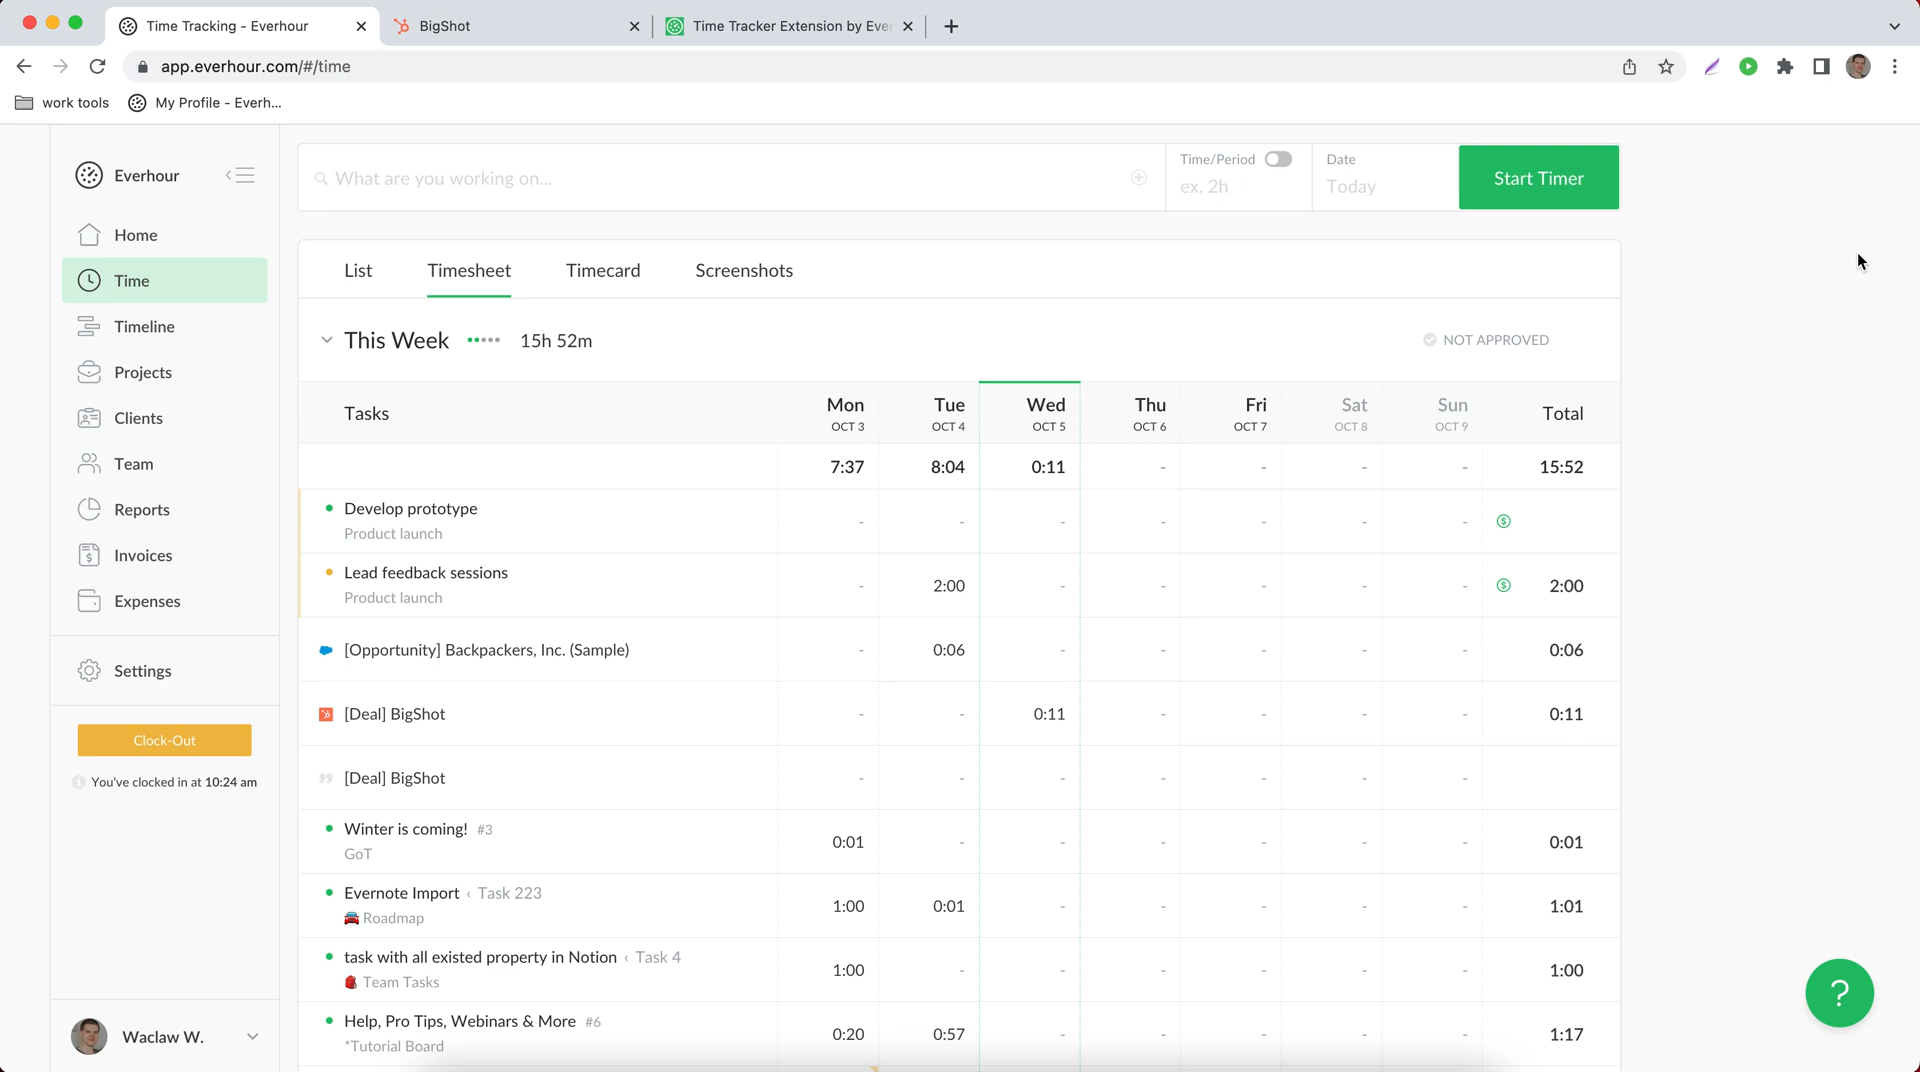 Time Tracking - Everhour
BigShot
Time Tracker Extension by Eve
app.everhour.com/#/time
work tools
My Profile - Everh...
Everhour
What are you working on...
Time/Period
ex. 2h
Date
Today
Start Timer
Home
Time
Timeline
Projects
Clients
Team
Reports
Invoices
Expenses
Settings
Clock-Out
You've clocked in at 10:24 am
Waclaw W.
List Timesheet Timecard Screenshots
This Week 15h 52m NOT APPROVED
Tasks Mon Tue Wed Thu Fri Sat Sun Total
OCT 3 OCT 4 OCT 5 OCT 6 OCT 7 OCT 8 OCT 9
7:37 8:04 0:11 - - - - 15:52
Develop prototype
Product launch
- - - - - - -
Lead feedback sessions
Product launch
- 2:00 - - - - - 2:00
[Opportunity] Backpackers, Inc. (Sample) - 0:06 - - - - - 0:06
[Deal] BigShot - - 0:11 - - - - 0:11
[Deal] BigShot - - - - - - -
Winter is coming! #3
GoT
0:01 - - - - - - 0:01
Evernote Import ‹ Task 223
Roadmap
1:00 0:01 - - - - - 1:01
task with all existed property in Notion ‹ Task 4
Team Tasks
1:00 - - - - - - 1:00
Help, Pro Tips, Webinars & More #6
*Tutorial Board
0:20 0:57 - - - - - 1:17
?